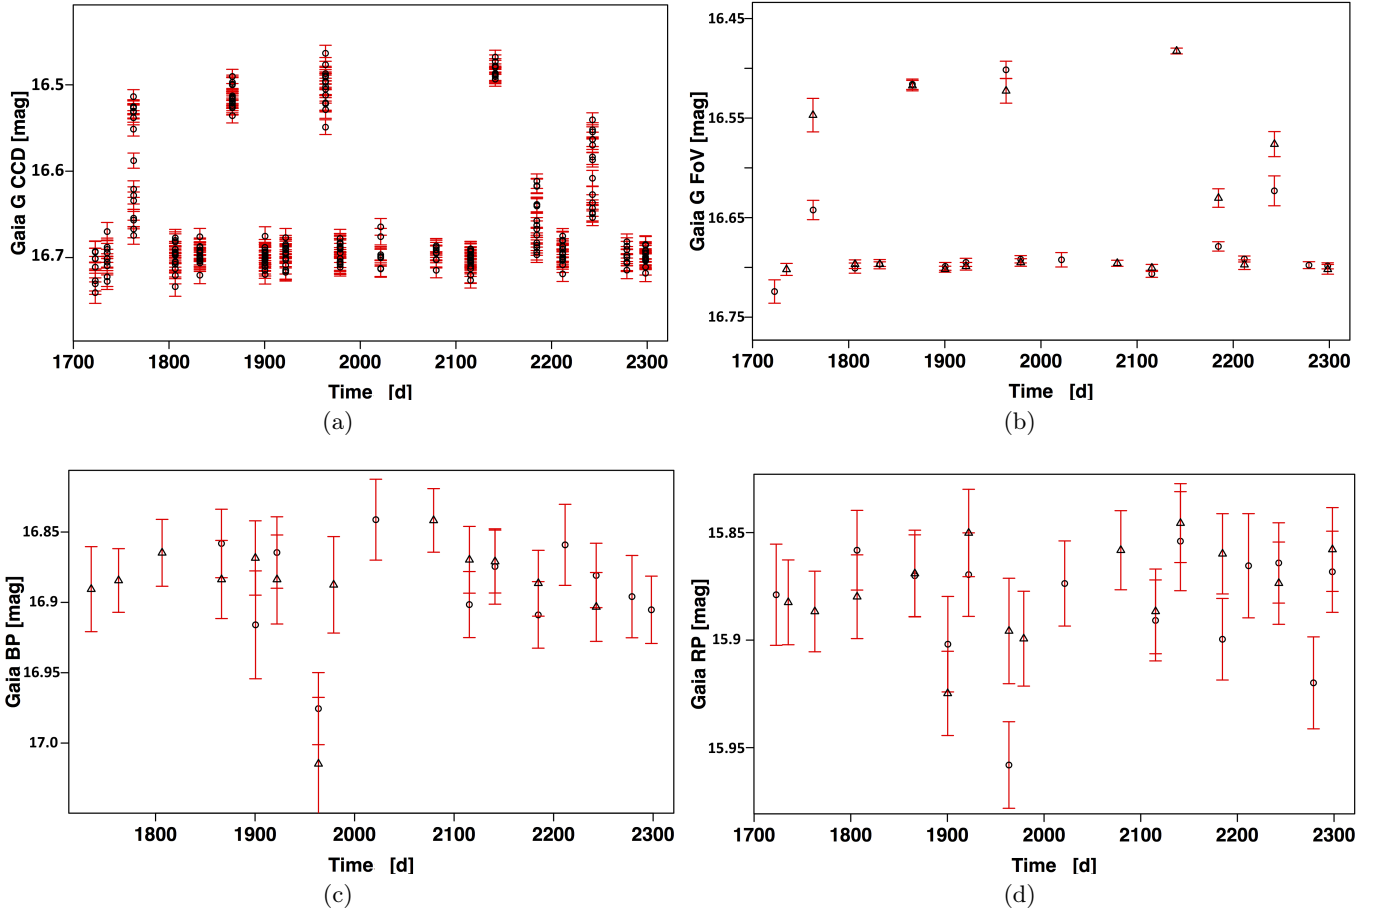 Gaia G CCD [mag]
16.5
16.6
16.7
1700 1800 1900 2000 2100 2200 2300
Time [d]
(a)
Gaia G FoV [mag]
16.45
16.55
16.65
16.75
1700 1800 1900 2000 2100 2200 2300
Time [d]
(b)
Gaia BP [mag]
16.85
16.9
16.95
17.0
1800 1900 2000 2100 2200 2300
Time [d]
(c)
Gaia RP [mag]
15.85
15.9
15.95
1700 1800 1900 2000 2100 2200 2300
Time [d]
(d)